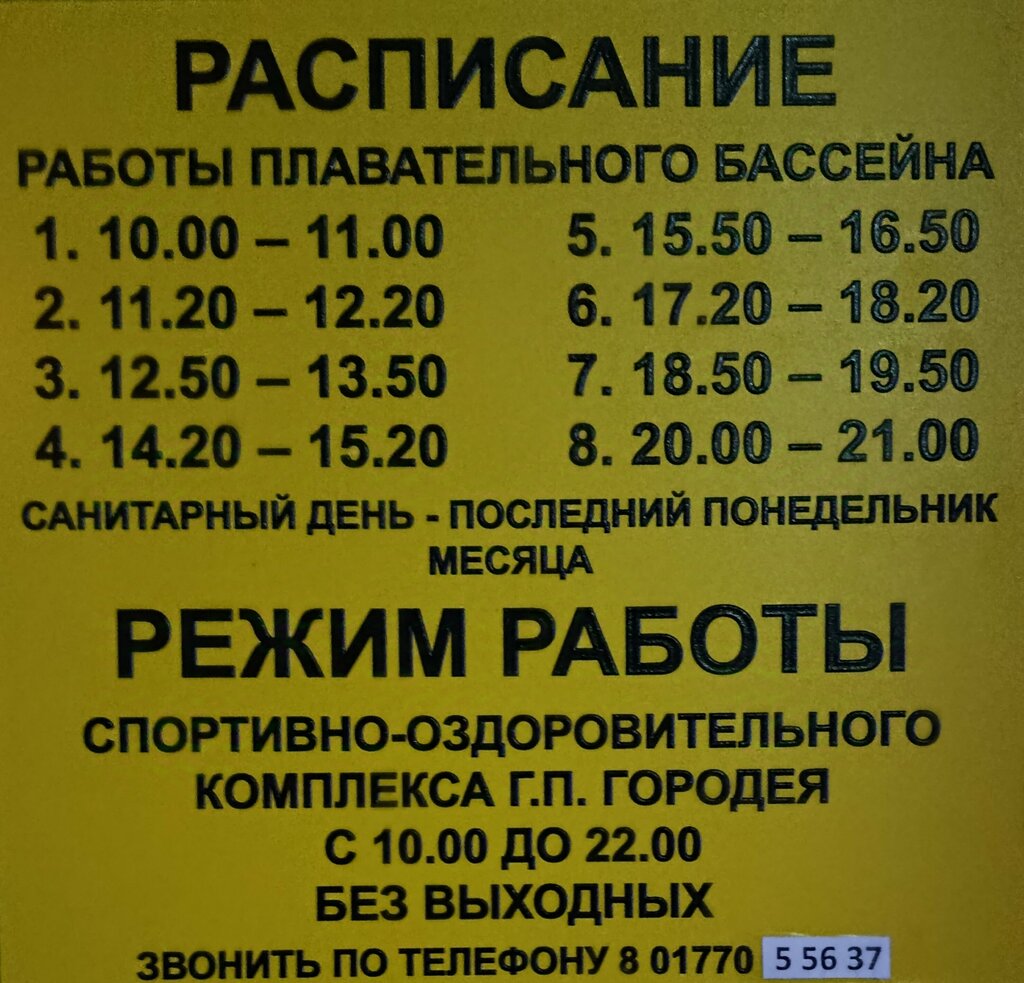 РАСПИСАНИЕ
РАБОТЫ ПЛАВАТЕЛЬНОГО БАССЕЙНА
1. 10.00 – 11.00
2. 11.20 – 12.20
3. 12.50 – 13.50
4. 14.20 – 15.20
5. 15.50 – 16.50
6. 17.20 – 18.20
7. 18.50 – 19.50
8. 20.00 – 21.00
САНИТАРНЫЙ ДЕНЬ - ПОСЛЕДНИЙ ПОНЕДЕЛЬНИК
МЕСЯЦА
РЕЖИМ РАБОТЫ
СПОРТИВНО-ОЗДОРОВИТЕЛЬНОГО
КОМПЛЕКСА Г.П. ГОРОДЕЯ
С 10.00 ДО 22.00
БЕЗ ВЫХОДНЫХ
ЗВОНИТЬ ПО ТЕЛЕФОНУ 8 01770 5 56 37